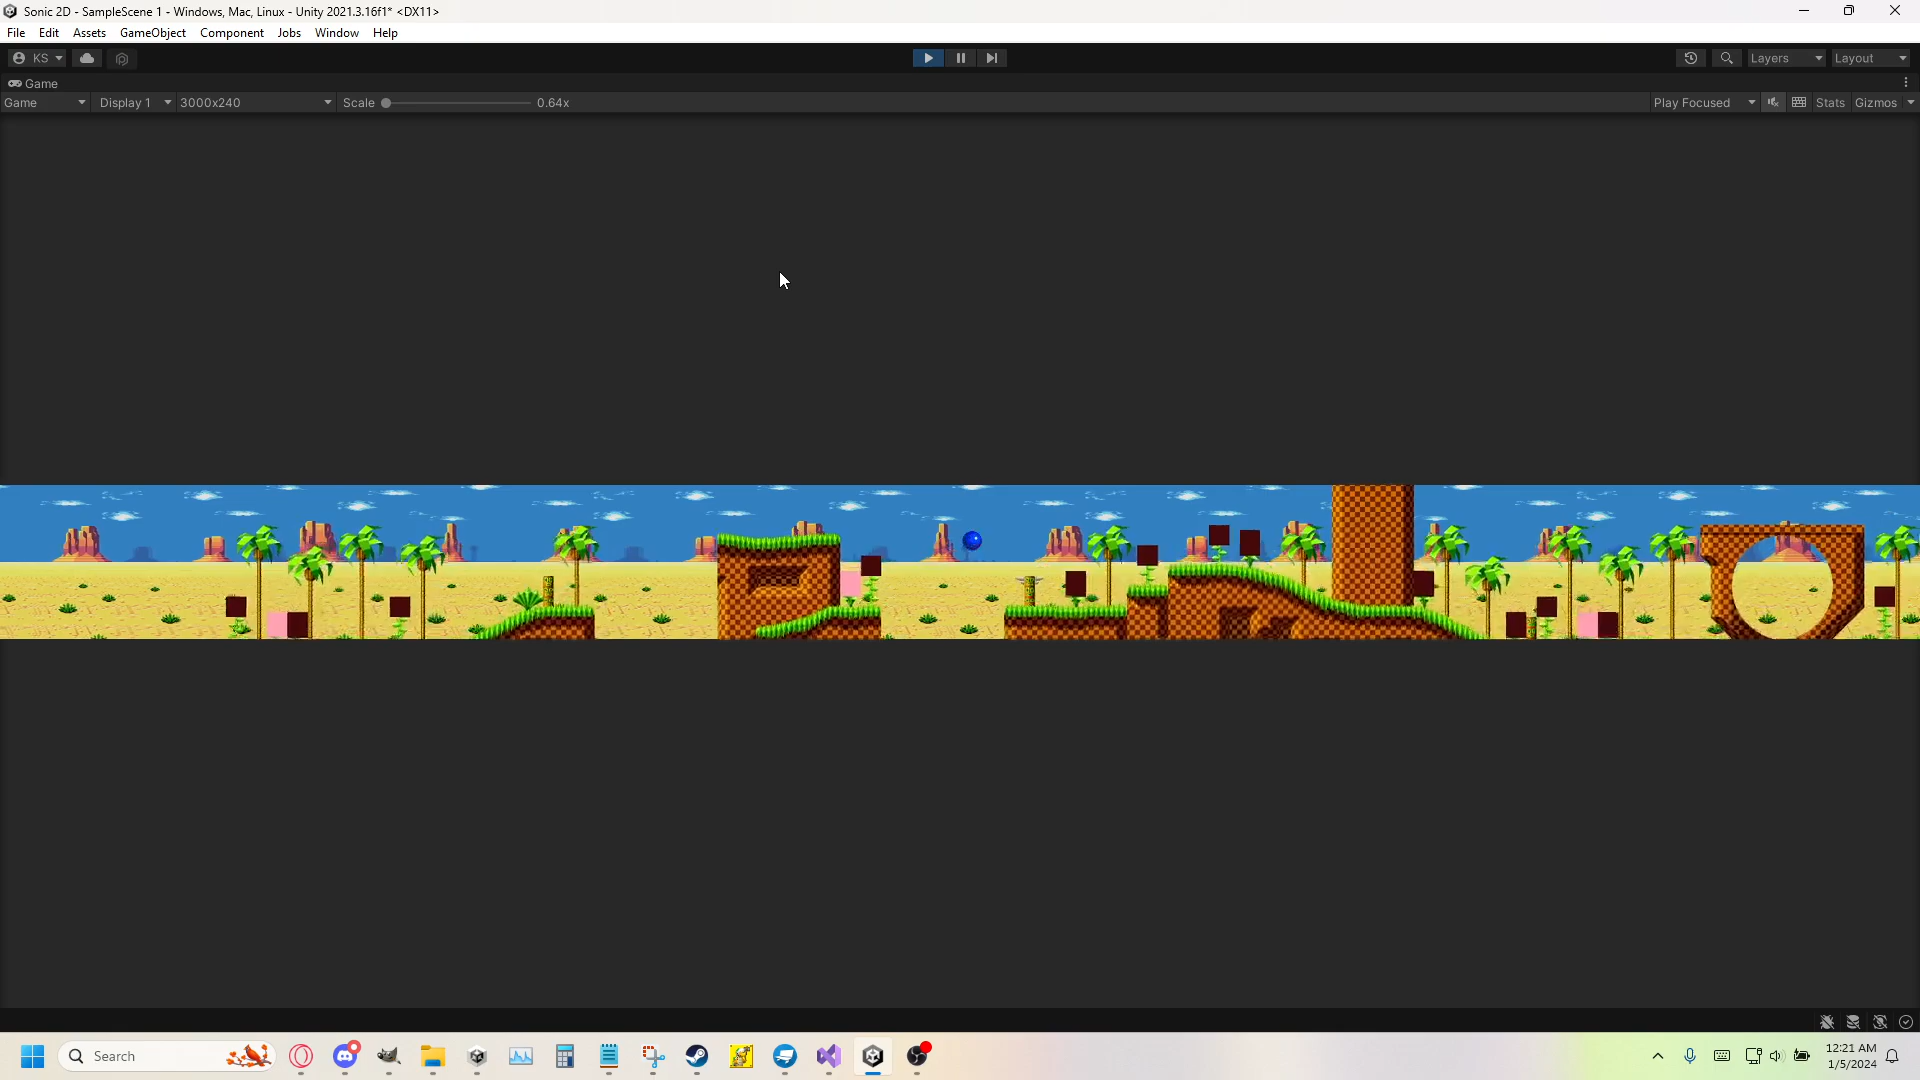 Sonic 2D - SampleScene 1 - Windows, Mac, Linux - Unity 2021.3.16f1* <DX11>
File Edit Assets GameObject Component Jobs Window Help
KS Layers Layout
Game
Game Display 1 3000x240 Scale 0.64x Play Focused Stats Gizmos
Search
12:21 AM
1/5/2024